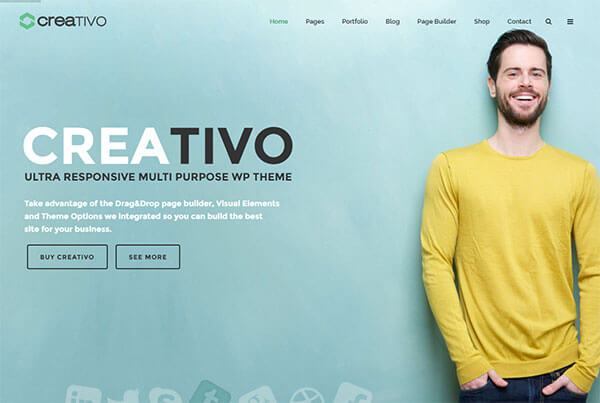 creaTIVO
Home Pages Portfolio Blog Page Builder Shop Contact
CREATIVO
ULTRA RESPONSIVE MULTI PURPOSE WP THEME
Take advantage of the Drag&Drop page builder, Visual Elements
and Theme Options we integrated so you can build the best
site for your business.
BUY CREATIVO SEE MORE